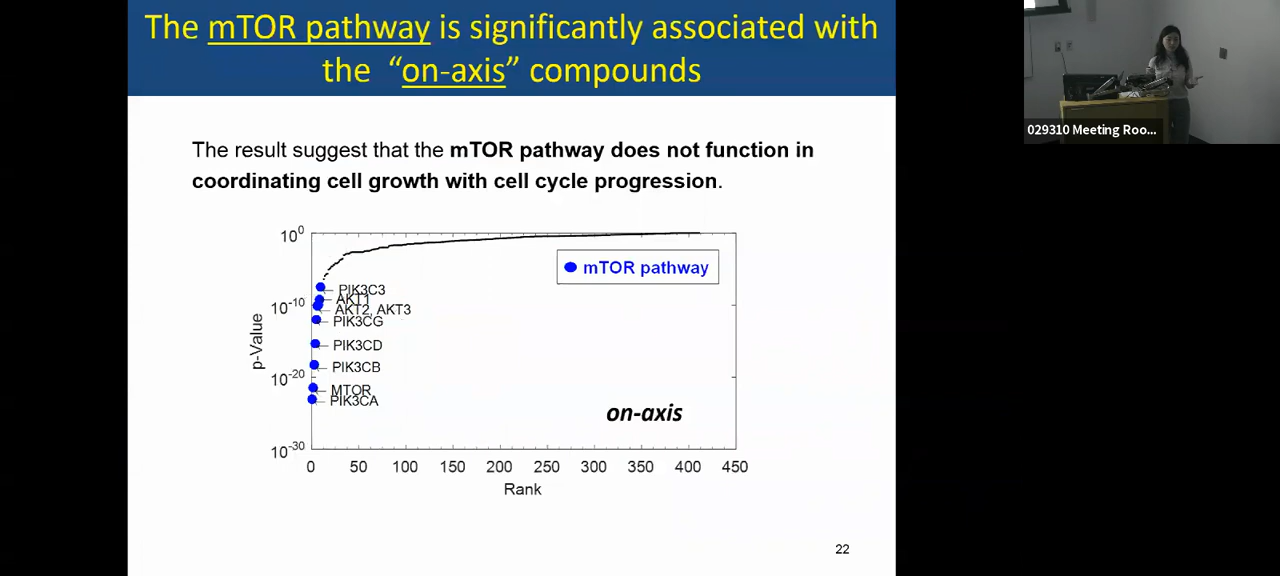 The mTOR pathway is significantly associated with
the “on-axis” compounds
029310 Meeting Roo...
The result suggest that the mTOR pathway does not function in
coordinating cell growth with cell cycle progression.
10^0
10^-10
10^-20
10^-30
p-Value
mTOR pathway
PIK3C3
AKT1
AKT2, AKT3
PIK3CG
PIK3CD
PIK3CB
MTOR
PIK3CA
on-axis
0 50 100 150 200 250 300 350 400 450
Rank
22